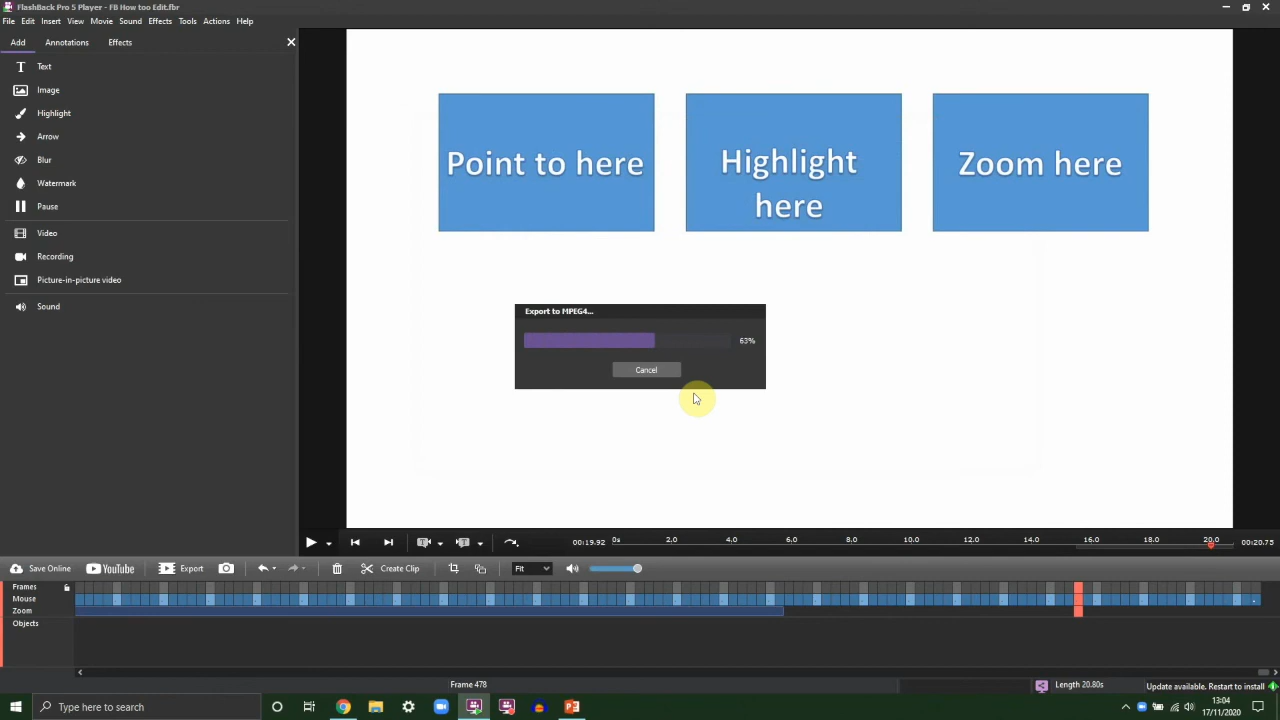 FlashBack Pro 5 Player - FB How too Edit.fbr
File Edit Insert View Movie Sound Effects Tools Actions Help
Add Annotations Effects
Text
Image
Highlight
Arrow
Blur
Watermark
Pause
Video
Recording
Picture-in-picture video
Sound
Point to here
Highlight
here
Zoom here
Export to MPEG4...
63%
Cancel
00:19.92 0s 2.0 4.0 6.0 8.0 10.0 12.0 14.0 16.0 18.0 20.0 00:20.75
Save Online YouTube Export Create Clip Fit
Frames
Mouse
Zoom
Objects
Frame 478 Length 20.80s Update available. Restart to install
Type here to search
13:04
17/11/2020